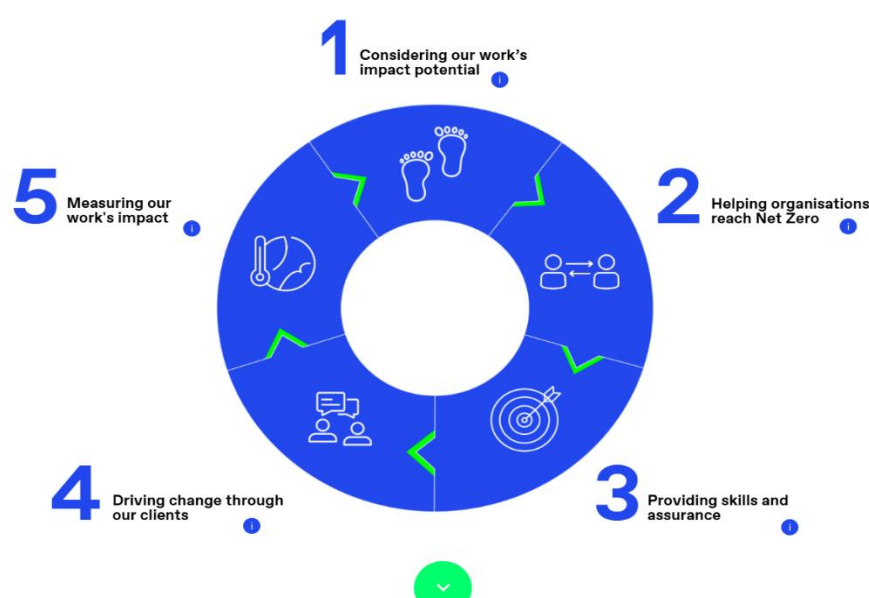 1 Considering our work's
impact potential
i
2 Helping organisations
reach Net Zero
i
3 Providing skills and
assurance
i
4 Driving change through
our clients
i
5 Measuring our
work's impact
i